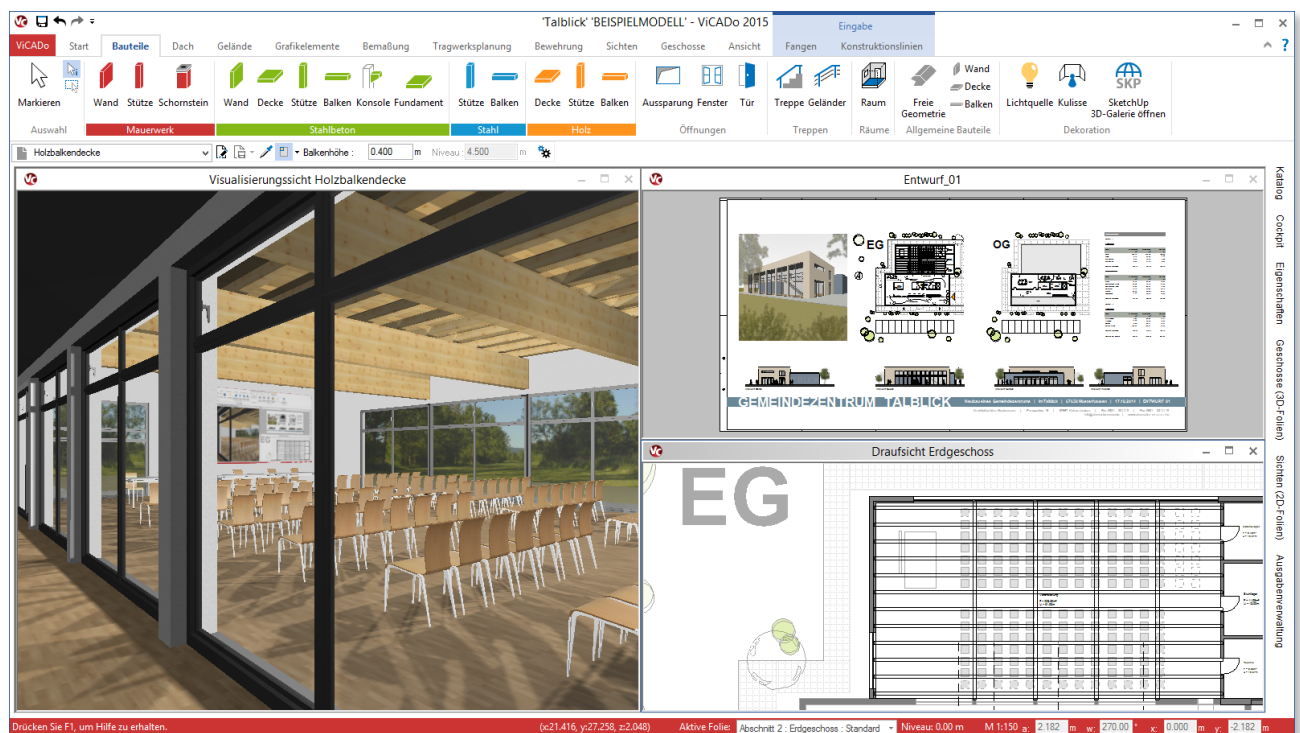 'Talblick' 'BEISPIELMODELL' - ViCADo 2015
Eingabe
ViCADo Start Bauteile Dach Gelände Grafikelemente Bemaßung Tragwerksplanung Bewehrung Sichten Geschosse Ansicht Fangen Konstruktionslinien
Markieren Wand Stütze Schornstein Wand Decke Stütze Balken Konsole Fundament Stütze Balken Decke Stütze Balken Aussparung Fenster Tür Treppe Geländer Raum Freie Geometrie Wand Decke Balken Lichtquelle Kulisse SKP SketchUp 3D-Galerie öffnen
Auswahl Mauerwerk Stahlbeton Stahl Holz Öffnungen Treppen Räume Allgemeine Bauteile Dekoration
Holzbalkendecke Balkenhöhe : 0.400 m Niveau : 4.500 m
Visualisierungssicht Holzbalkendecke
Entwurf_01
EG OG
GEMEINDEZENTRUM TALBLICK
Draufsicht Erdgeschoss
EG
Katalog
Cockpit
Eigenschaften
Geschosse (3D-Folien)
Sichten (2D-Folien)
Ausgabenverwaltung
Drücken Sie F1, um Hilfe zu erhalten. (x:21.416, y:27.258, z:2.048) Aktive Folie: Abschnitt 2 : Erdgeschoss : Standard Niveau: 0.00 m M 1:150 a: 2.182 m w: 270.00 ° x: 0.000 m y: -2.182 m